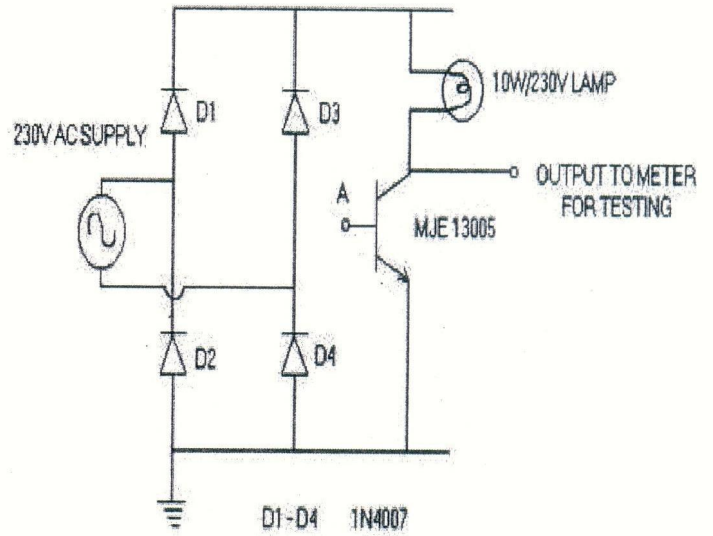 10W/230V LAMP
D1
D3
230V AC SUPPLY
A
OUTPUT TO METER
FOR TESTING
MJE 13005
D2
D4
D1-D4 1N4007